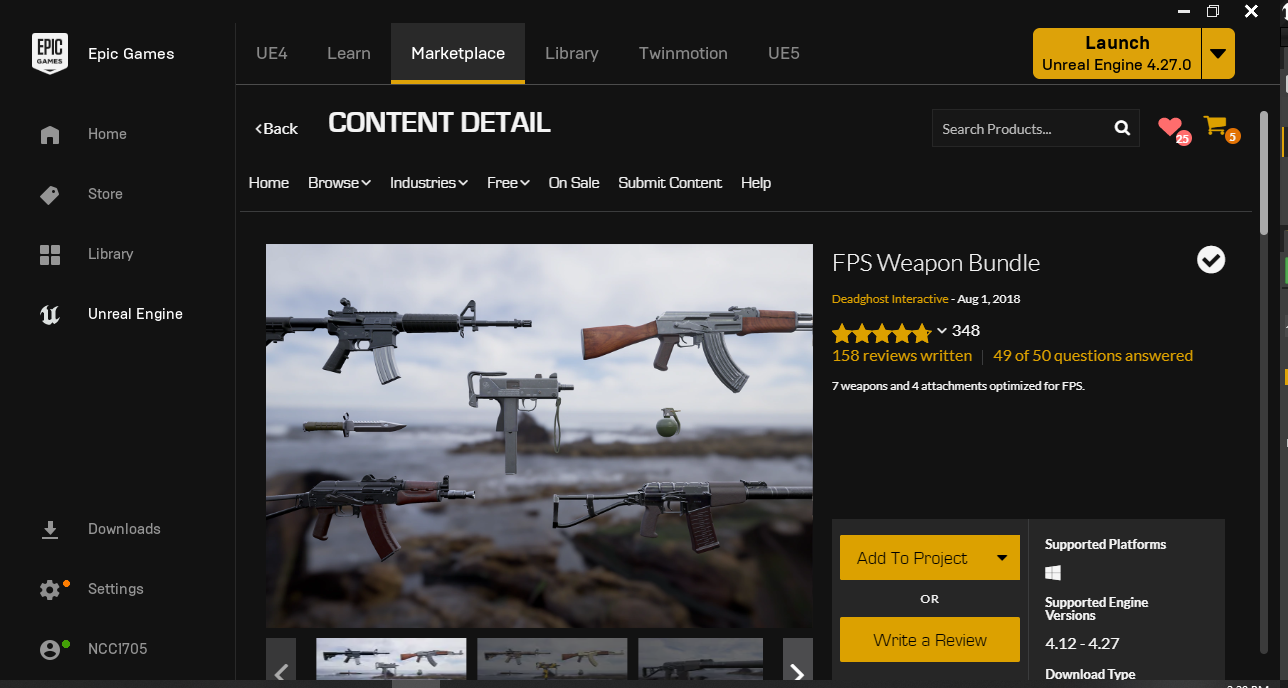 EPIC
GAMES
Epic Games
UE4
Learn
Marketplace
Library
Twinmotion
UE5
Launch
Unreal Engine 4.27.0
Home
Store
Library
Unreal Engine
Downloads
Settings
NCC1705
Back
CONTENT DETAIL
Search Products...
25
5
Home
Browse
Industries
Free
On Sale
Submit Content
Help
FPS Weapon Bundle
Deadghost Interactive - Aug 1, 2018
348
158 reviews written
49 of 50 questions answered
7 weapons and 4 attachments optimized for FPS.
Add To Project
OR
Write a Review
Supported Platforms
Supported Engine
Versions
4.12 - 4.27
Download Type